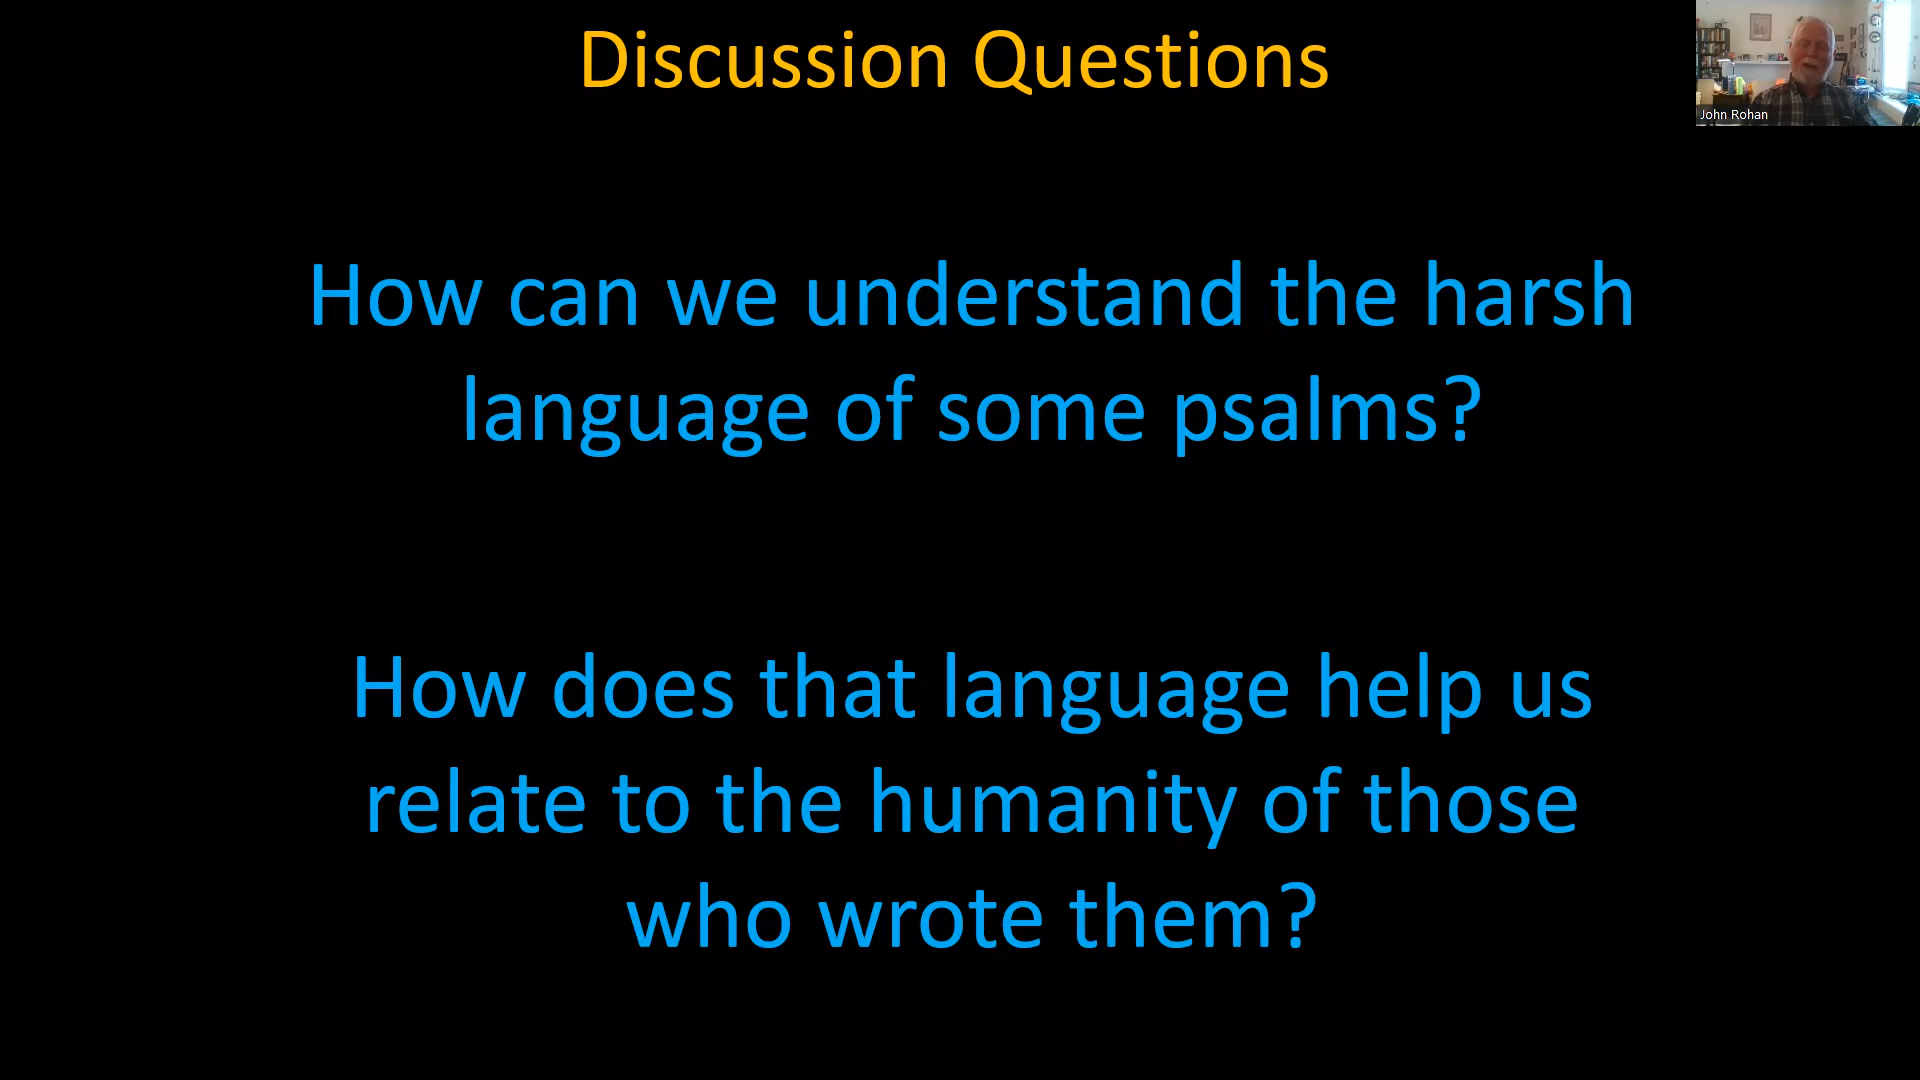 Discussion Questions
John Rohan
How can we understand the harsh
language of some psalms?
How does that language help us
relate to the humanity of those
who wrote them?